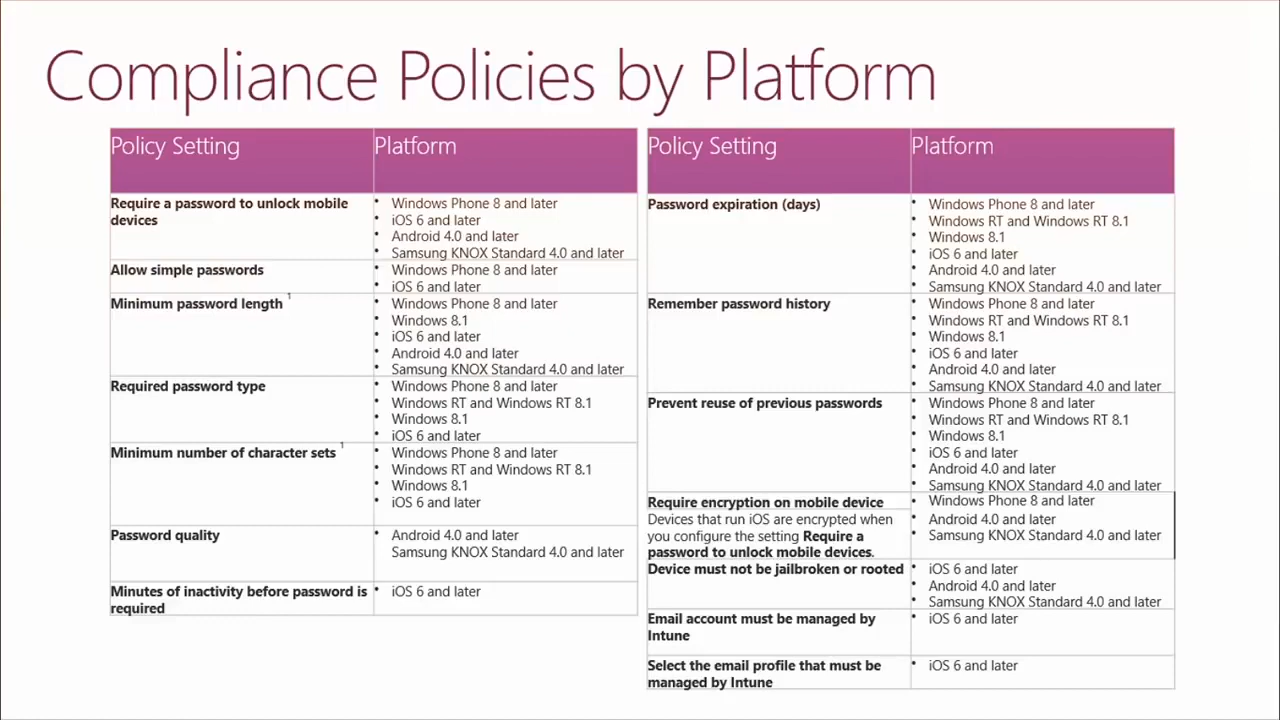 Compliance Policies by Platform
Policy Setting
Platform
Require a password to unlock mobile
devices
• Windows Phone 8 and later
• iOS 6 and later
• Android 4.0 and later
• Samsung KNOX Standard 4.0 and later
Allow simple passwords
• Windows Phone 8 and later
• iOS 6 and later
Minimum password length 1
• Windows Phone 8 and later
• Windows 8.1
• iOS 6 and later
• Android 4.0 and later
• Samsung KNOX Standard 4.0 and later
Required password type
• Windows Phone 8 and later
• Windows RT and Windows RT 8.1
• Windows 8.1
• iOS 6 and later
Minimum number of character sets 1
• Windows Phone 8 and later
• Windows RT and Windows RT 8.1
• Windows 8.1
• iOS 6 and later
Password quality
• Android 4.0 and later
Samsung KNOX Standard 4.0 and later
Minutes of inactivity before password is
required
• iOS 6 and later
Policy Setting
Platform
Password expiration (days)
• Windows Phone 8 and later
• Windows RT and Windows RT 8.1
• Windows 8.1
• iOS 6 and later
• Android 4.0 and later
• Samsung KNOX Standard 4.0 and later
Remember password history
• Windows Phone 8 and later
• Windows RT and Windows RT 8.1
• Windows 8.1
• iOS 6 and later
• Android 4.0 and later
• Samsung KNOX Standard 4.0 and later
Prevent reuse of previous passwords
• Windows Phone 8 and later
• Windows RT and Windows RT 8.1
• Windows 8.1
• iOS 6 and later
• Android 4.0 and later
• Samsung KNOX Standard 4.0 and later
Require encryption on mobile device
Devices that run iOS are encrypted when
you configure the setting Require a
password to unlock mobile devices.
• Windows Phone 8 and later
• Android 4.0 and later
• Samsung KNOX Standard 4.0 and later
Device must not be jailbroken or rooted
• iOS 6 and later
• Android 4.0 and later
• Samsung KNOX Standard 4.0 and later
Email account must be managed by
Intune
• iOS 6 and later
Select the email profile that must be
managed by Intune
• iOS 6 and later